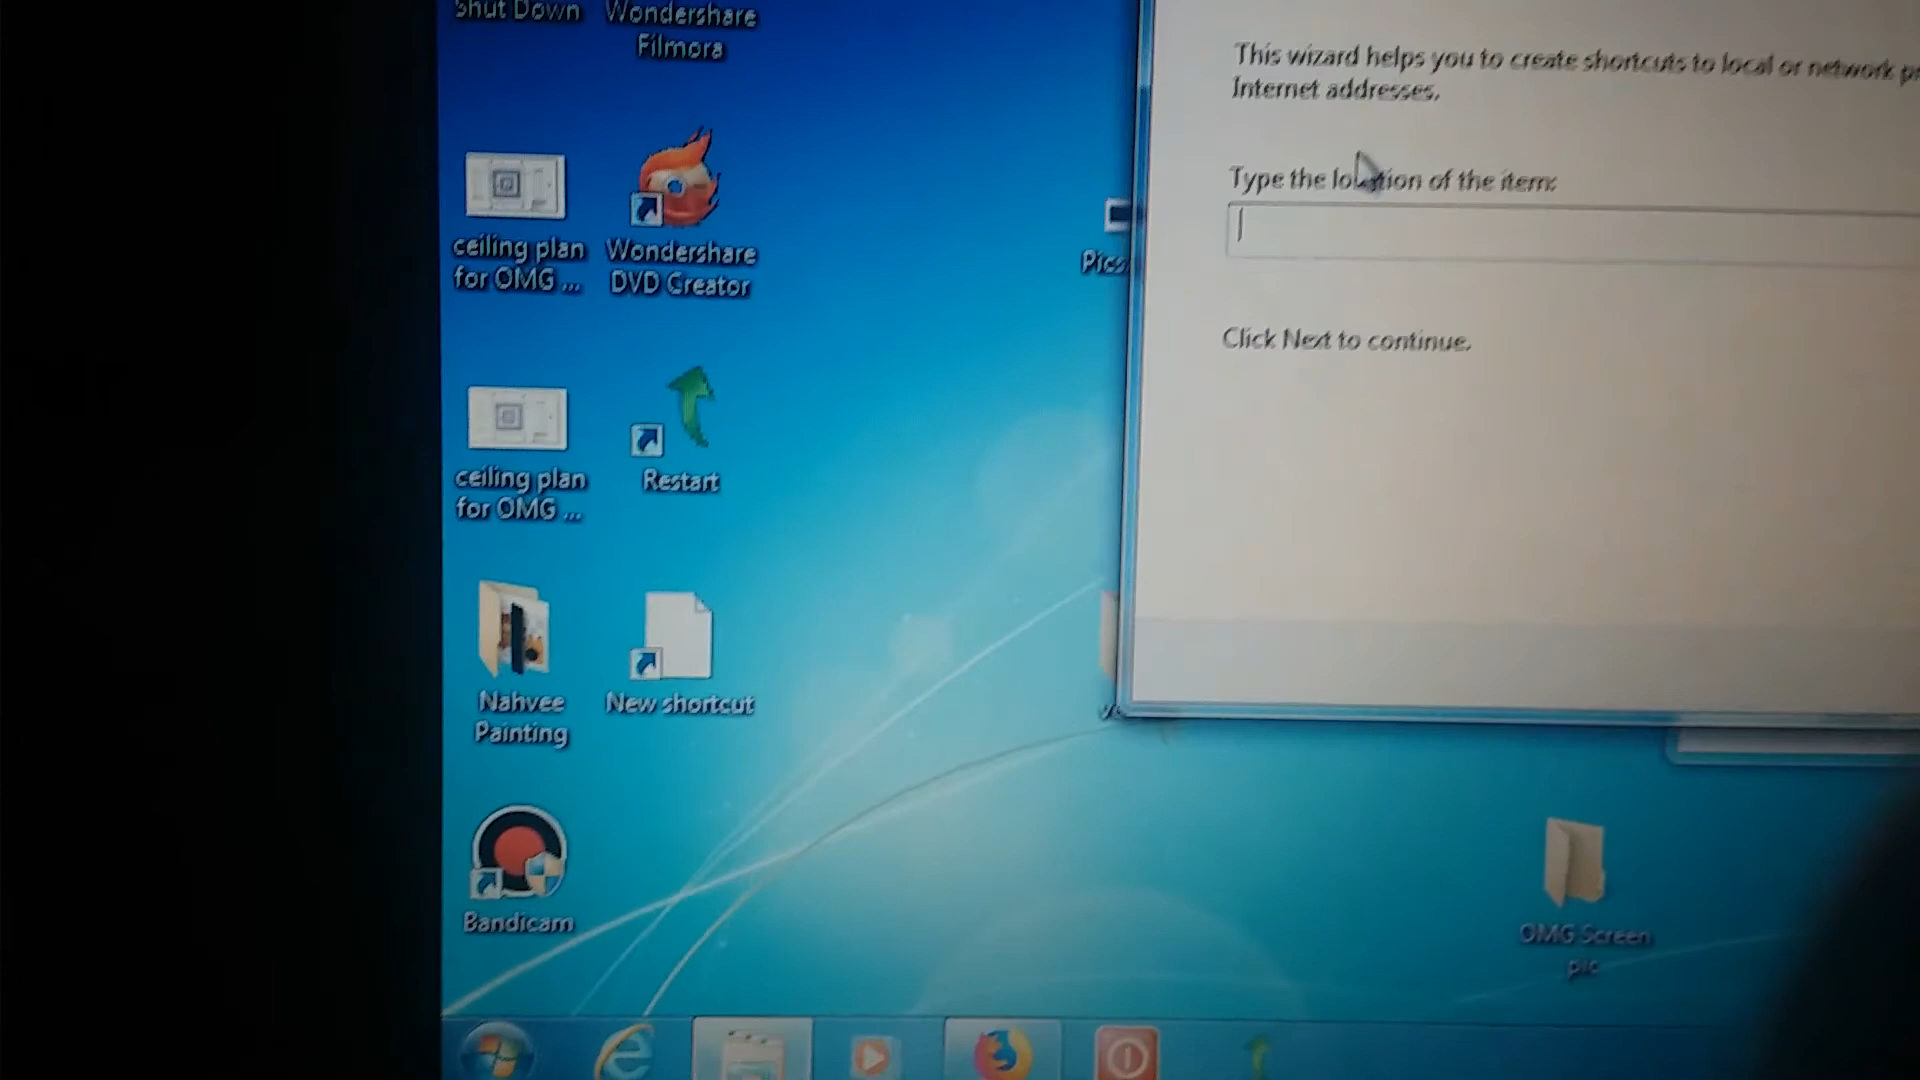 Shut Down
Wondershare
Filmora
ceiling plan
for OMG ...
Wondershare
DVD Creator
ceiling plan
for OMG ...
Restart
Nahvee
Painting
New shortcut
Bandicam
Pics
This wizard helps you to create shortcuts to local or network
Internet addresses.
Type the location of the item:
Click Next to continue.
OMG Screen
pic